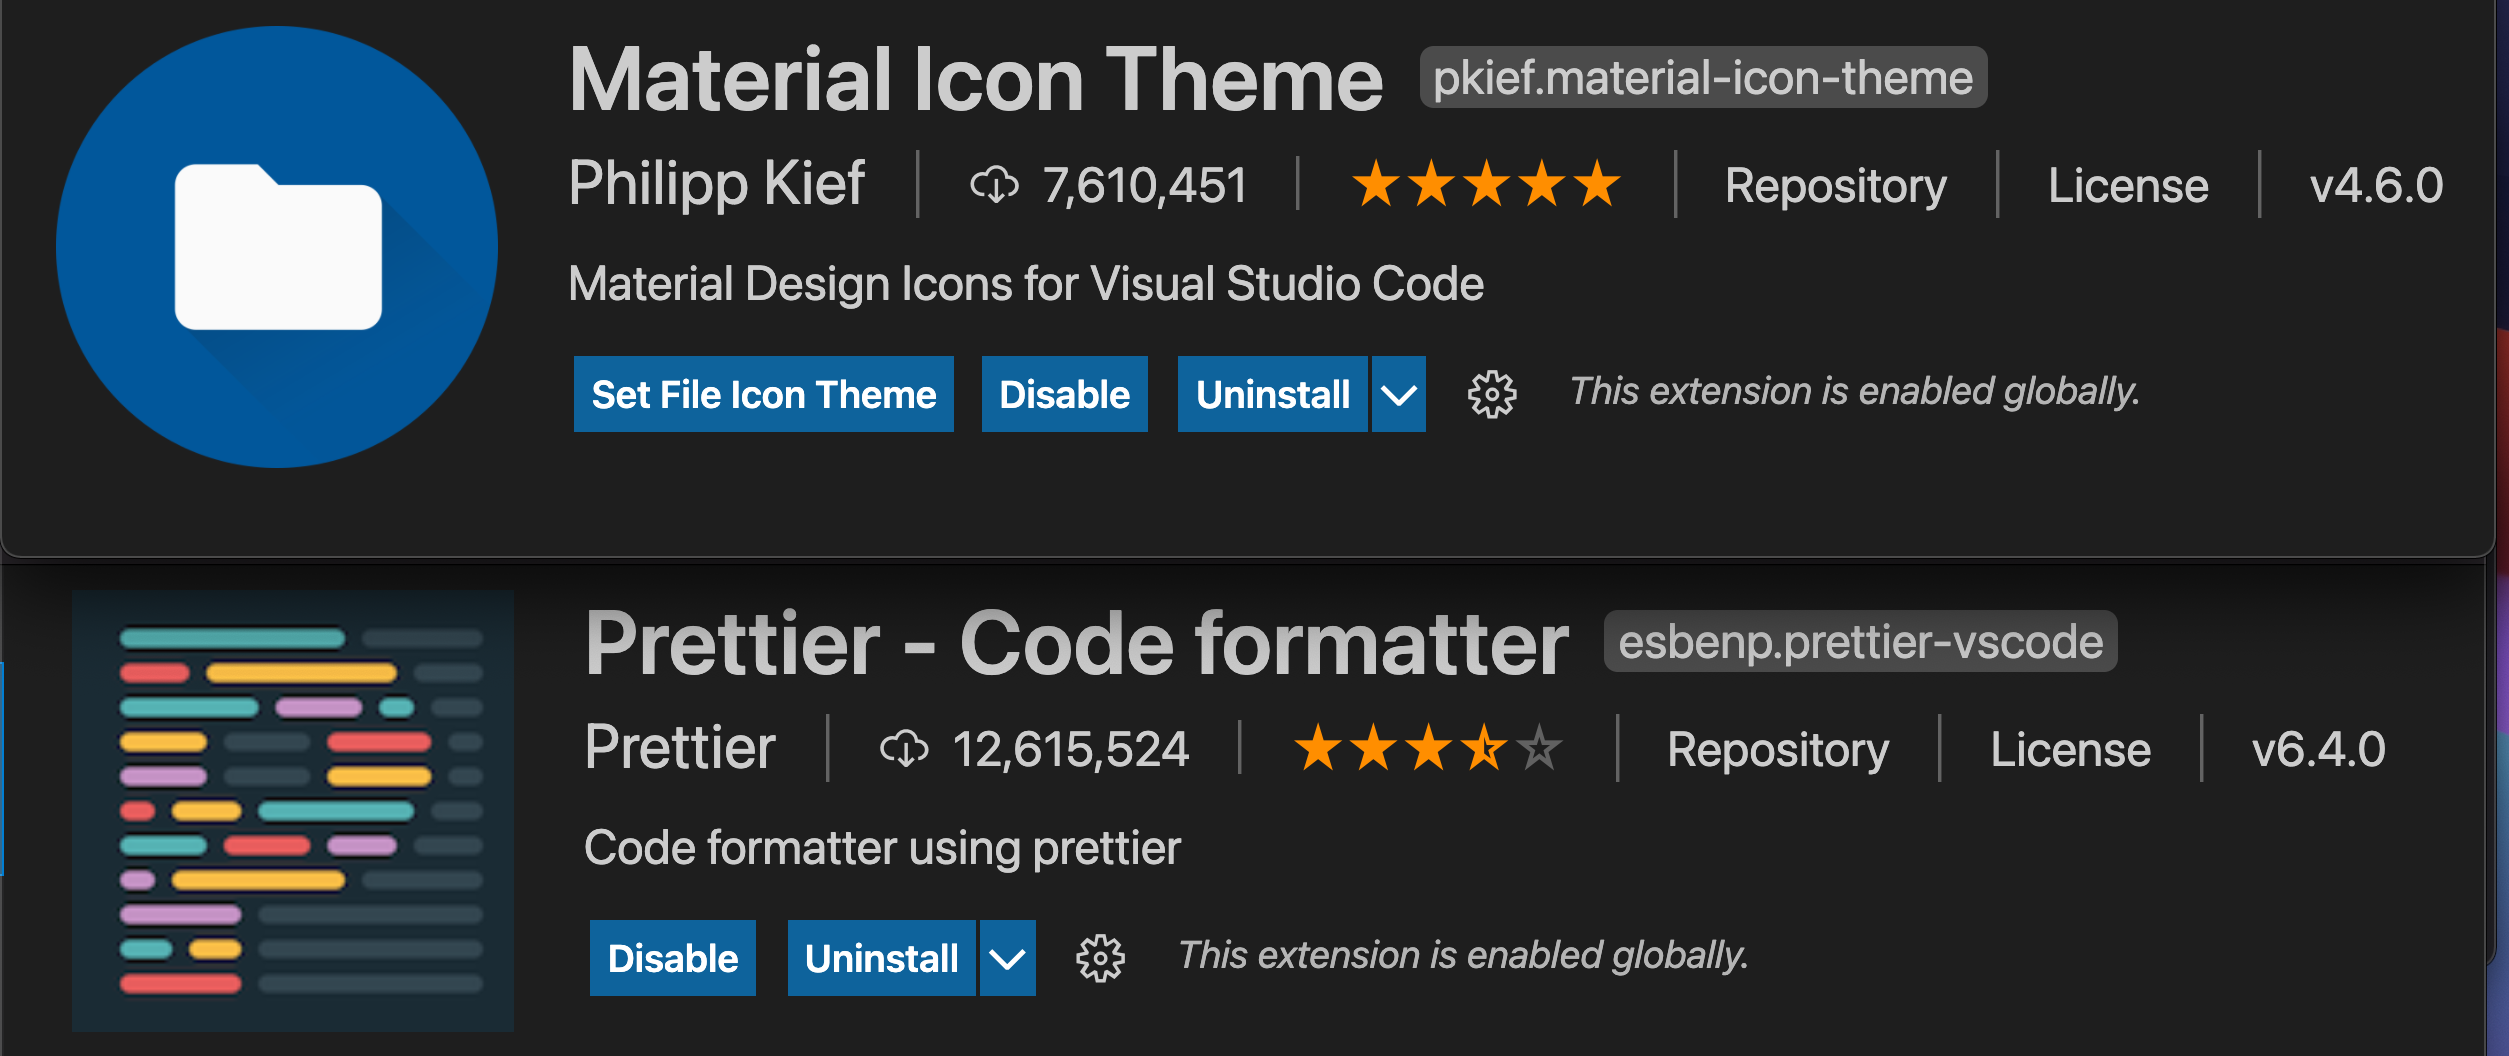 Material Icon Theme pkief.material-icon-theme
Philipp Kief 7,610,451 Repository License v4.6.0
Material Design Icons for Visual Studio Code
Set File Icon Theme Disable Uninstall This extension is enabled globally.
Prettier - Code formatter esbenp.prettier-vscode
Prettier 12,615,524 Repository License v6.4.0
Code formatter using prettier
Disable Uninstall This extension is enabled globally.